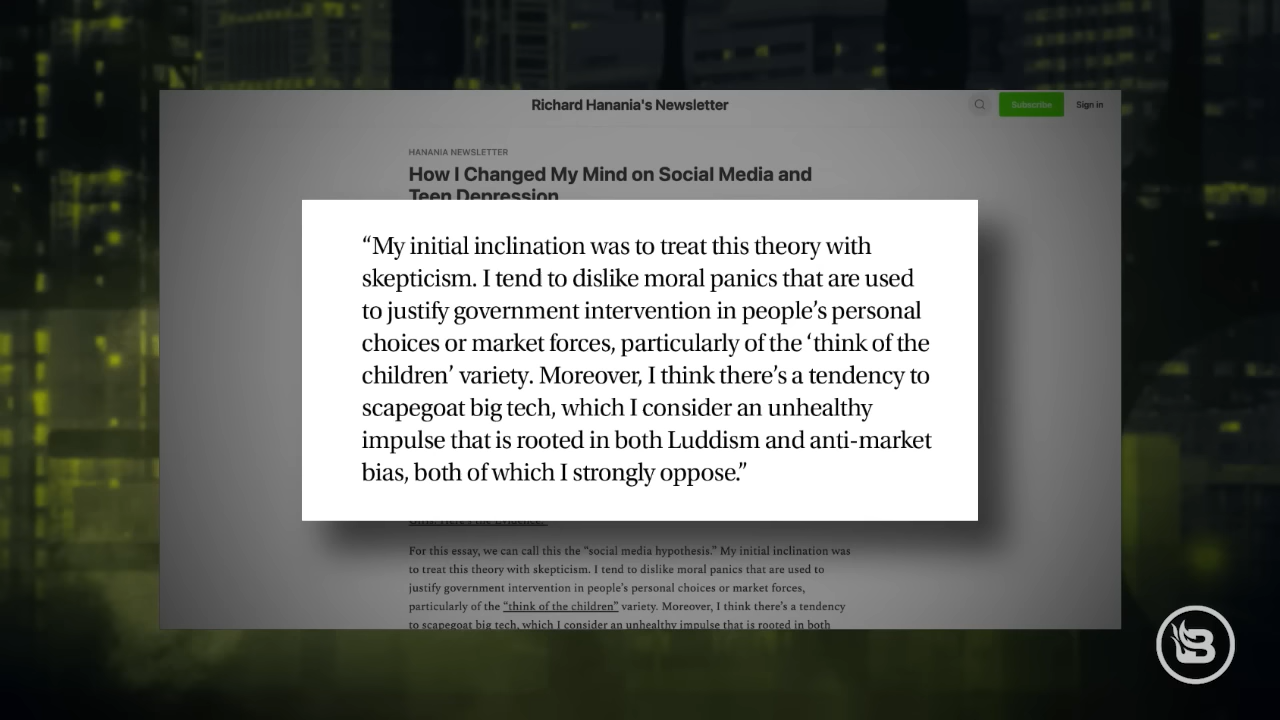 Richard Hanania's Newsletter
Subscribe
Sign in
HANANIA NEWSLETTER
How I Changed My Mind on Social Media and
Teen Depression
“My initial inclination was to treat this theory with
skepticism. I tend to dislike moral panics that are used
to justify government intervention in people’s personal
choices or market forces, particularly of the ‘think of the
children’ variety. Moreover, I think there’s a tendency to
scapegoat big tech, which I consider an unhealthy
impulse that is rooted in both Luddism and anti-market
bias, both of which I strongly oppose.”
For this essay, we can call this the “social media hypothesis.” My initial inclination was
to treat this theory with skepticism. I tend to dislike moral panics that are used to
justify government intervention in people’s personal choices or market forces,
particularly of the “think of the children” variety. Moreover, I think there’s a tendency
to scapegoat big tech, which I consider an unhealthy impulse that is rooted in both
B